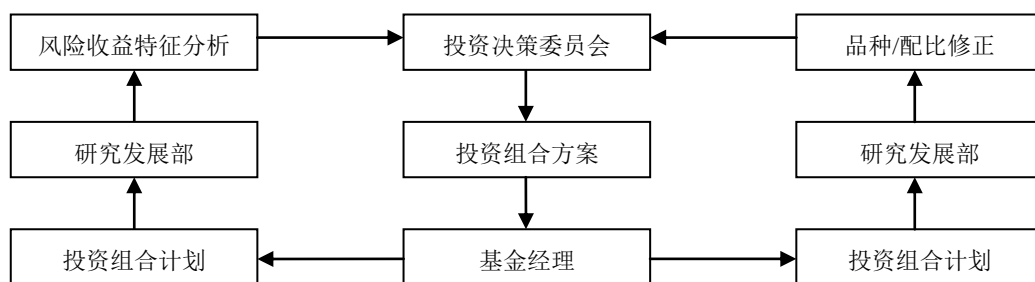 风险收益特征分析
投资决策委员会
品种/配比修正
研究发展部
投资组合方案
研究发展部
投资组合计划
基金经理
投资组合计划